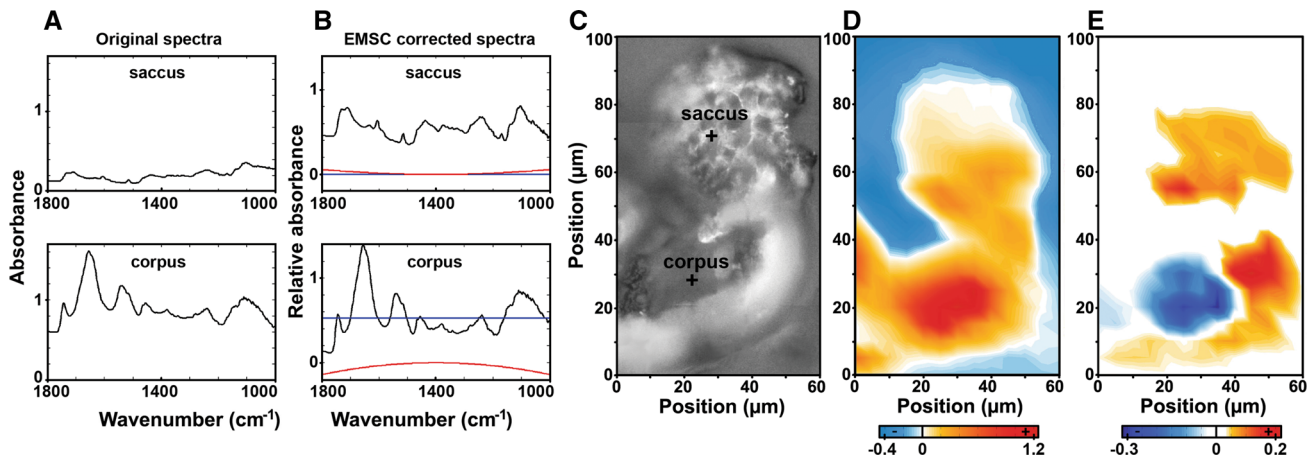 A
Original spectra
saccus
1
0
1800 1400 1000
corpus
1
0
1800 1400 1000
Absorbance
Wavenumber (cm-1)
B
EMSC corrected spectra
saccus
1
0
1800 1400 1000
corpus
1
0
1800 1400 1000
Relative absorbance
Wavenumber (cm-1)
C
100
80
60
40
20
0
saccus
+
corpus
+
0 20 40 60
Position (µm)
Position (µm)
D
100
80
60
40
20
0
0 20 40 60
Position (µm)
- +
-0.4 0 1.2
E
100
80
60
40
20
0
0 20 40 60
Position (µm)
- +
-0.3 0 0.2